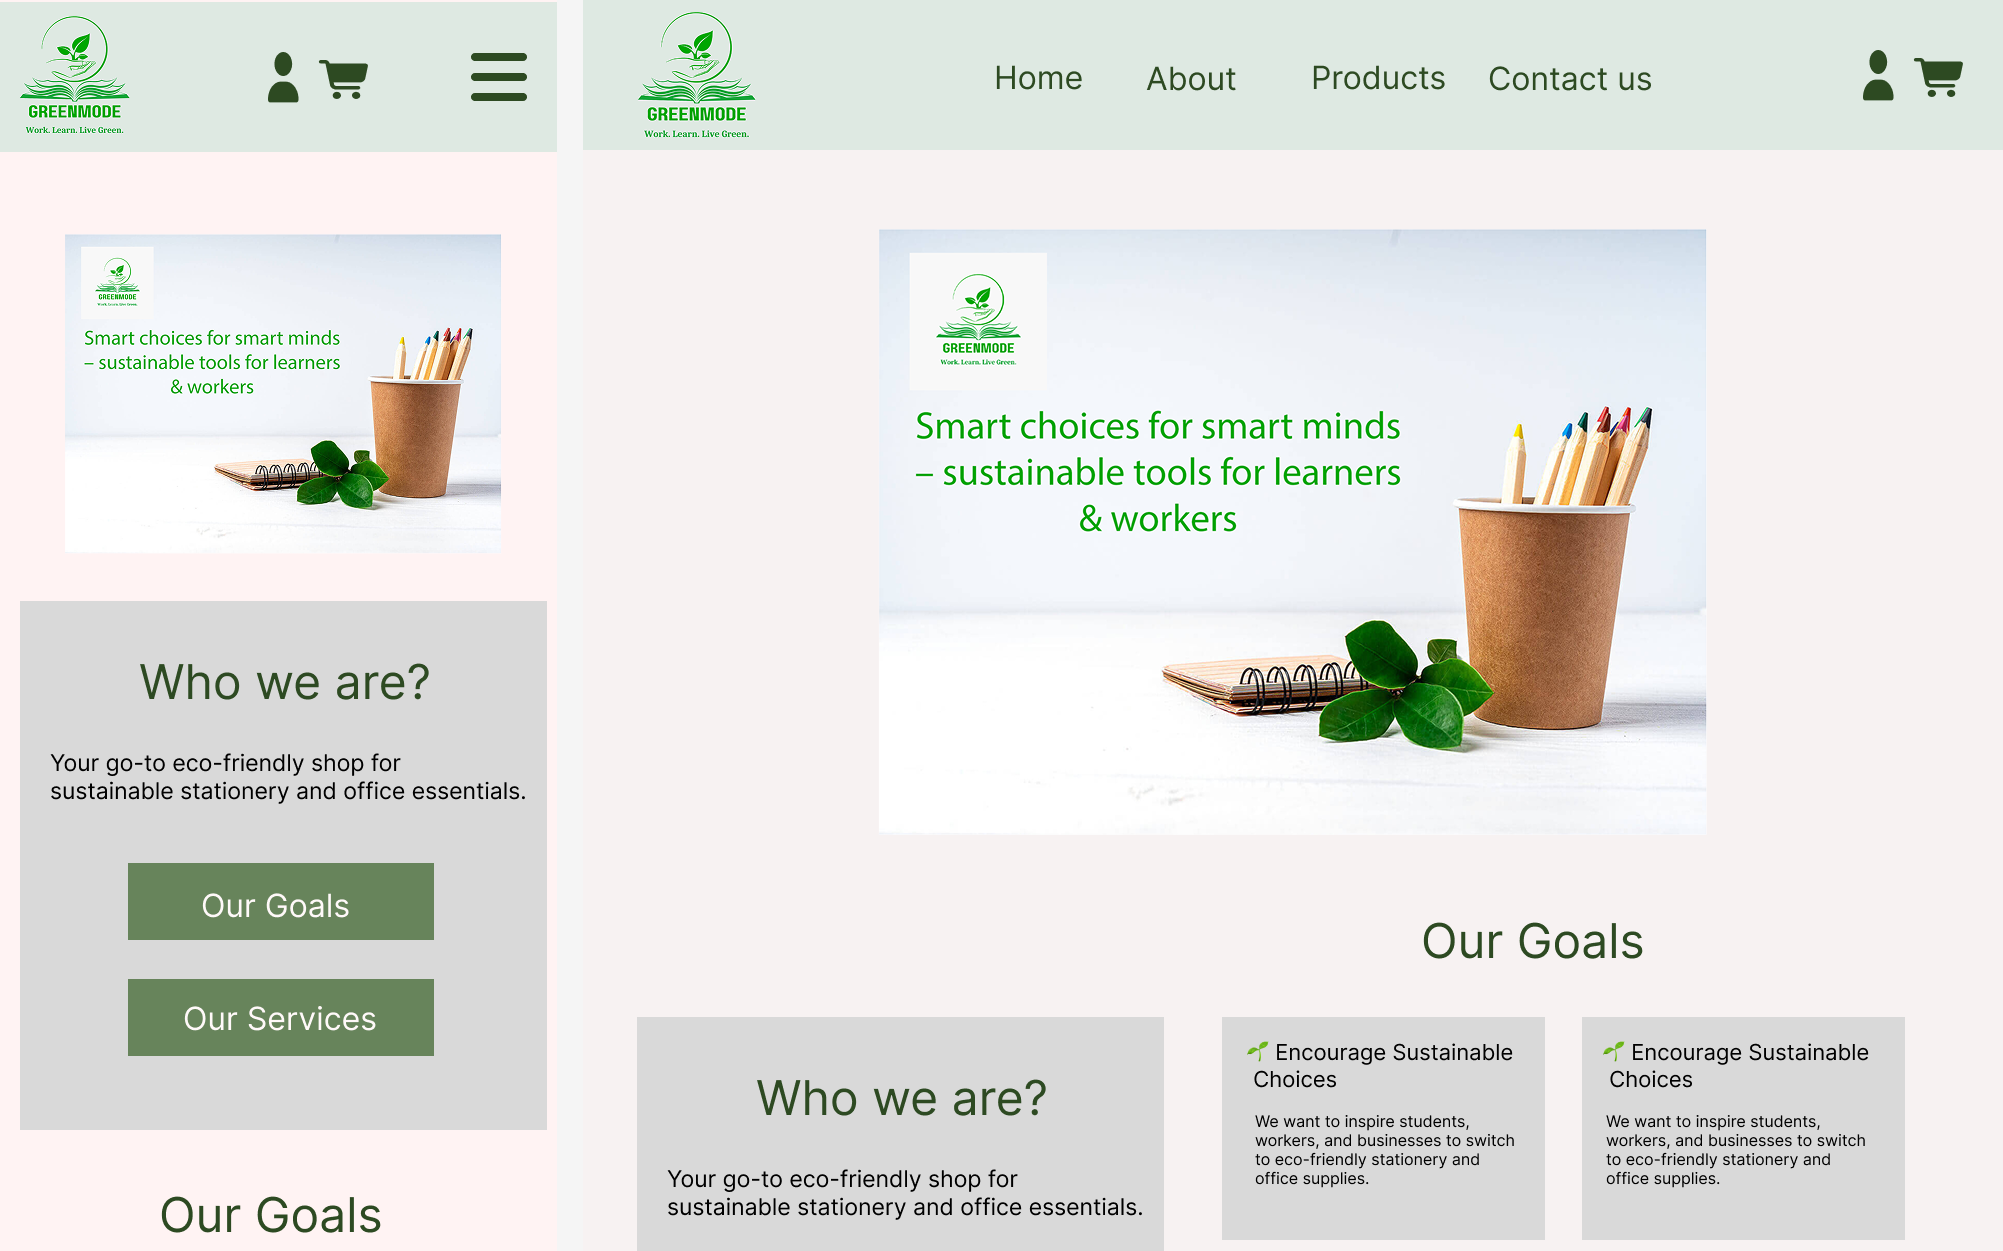 GREENMODE
Work. Learn. Live Green.
GREENMODE
Work. Learn. Live Green.
Smart choices for smart minds
– sustainable tools for learners
& workers
Who we are?
Your go-to eco-friendly shop for
sustainable stationery and office essentials.
Our Goals
Our Services
Our Goals
GREENMODE
Work. Learn. Live Green.
Home
About
Products
Contact us
GREENMODE
Work. Learn. Live Green.
Smart choices for smart minds
– sustainable tools for learners
& workers
Our Goals
Who we are?
Your go-to eco-friendly shop for
sustainable stationery and office essentials.
🌱 Encourage Sustainable
Choices
We want to inspire students,
workers, and businesses to switch
to eco-friendly stationery and
office supplies.
🌱 Encourage Sustainable
Choices
We want to inspire students,
workers, and businesses to switch
to eco-friendly stationery and
office supplies.